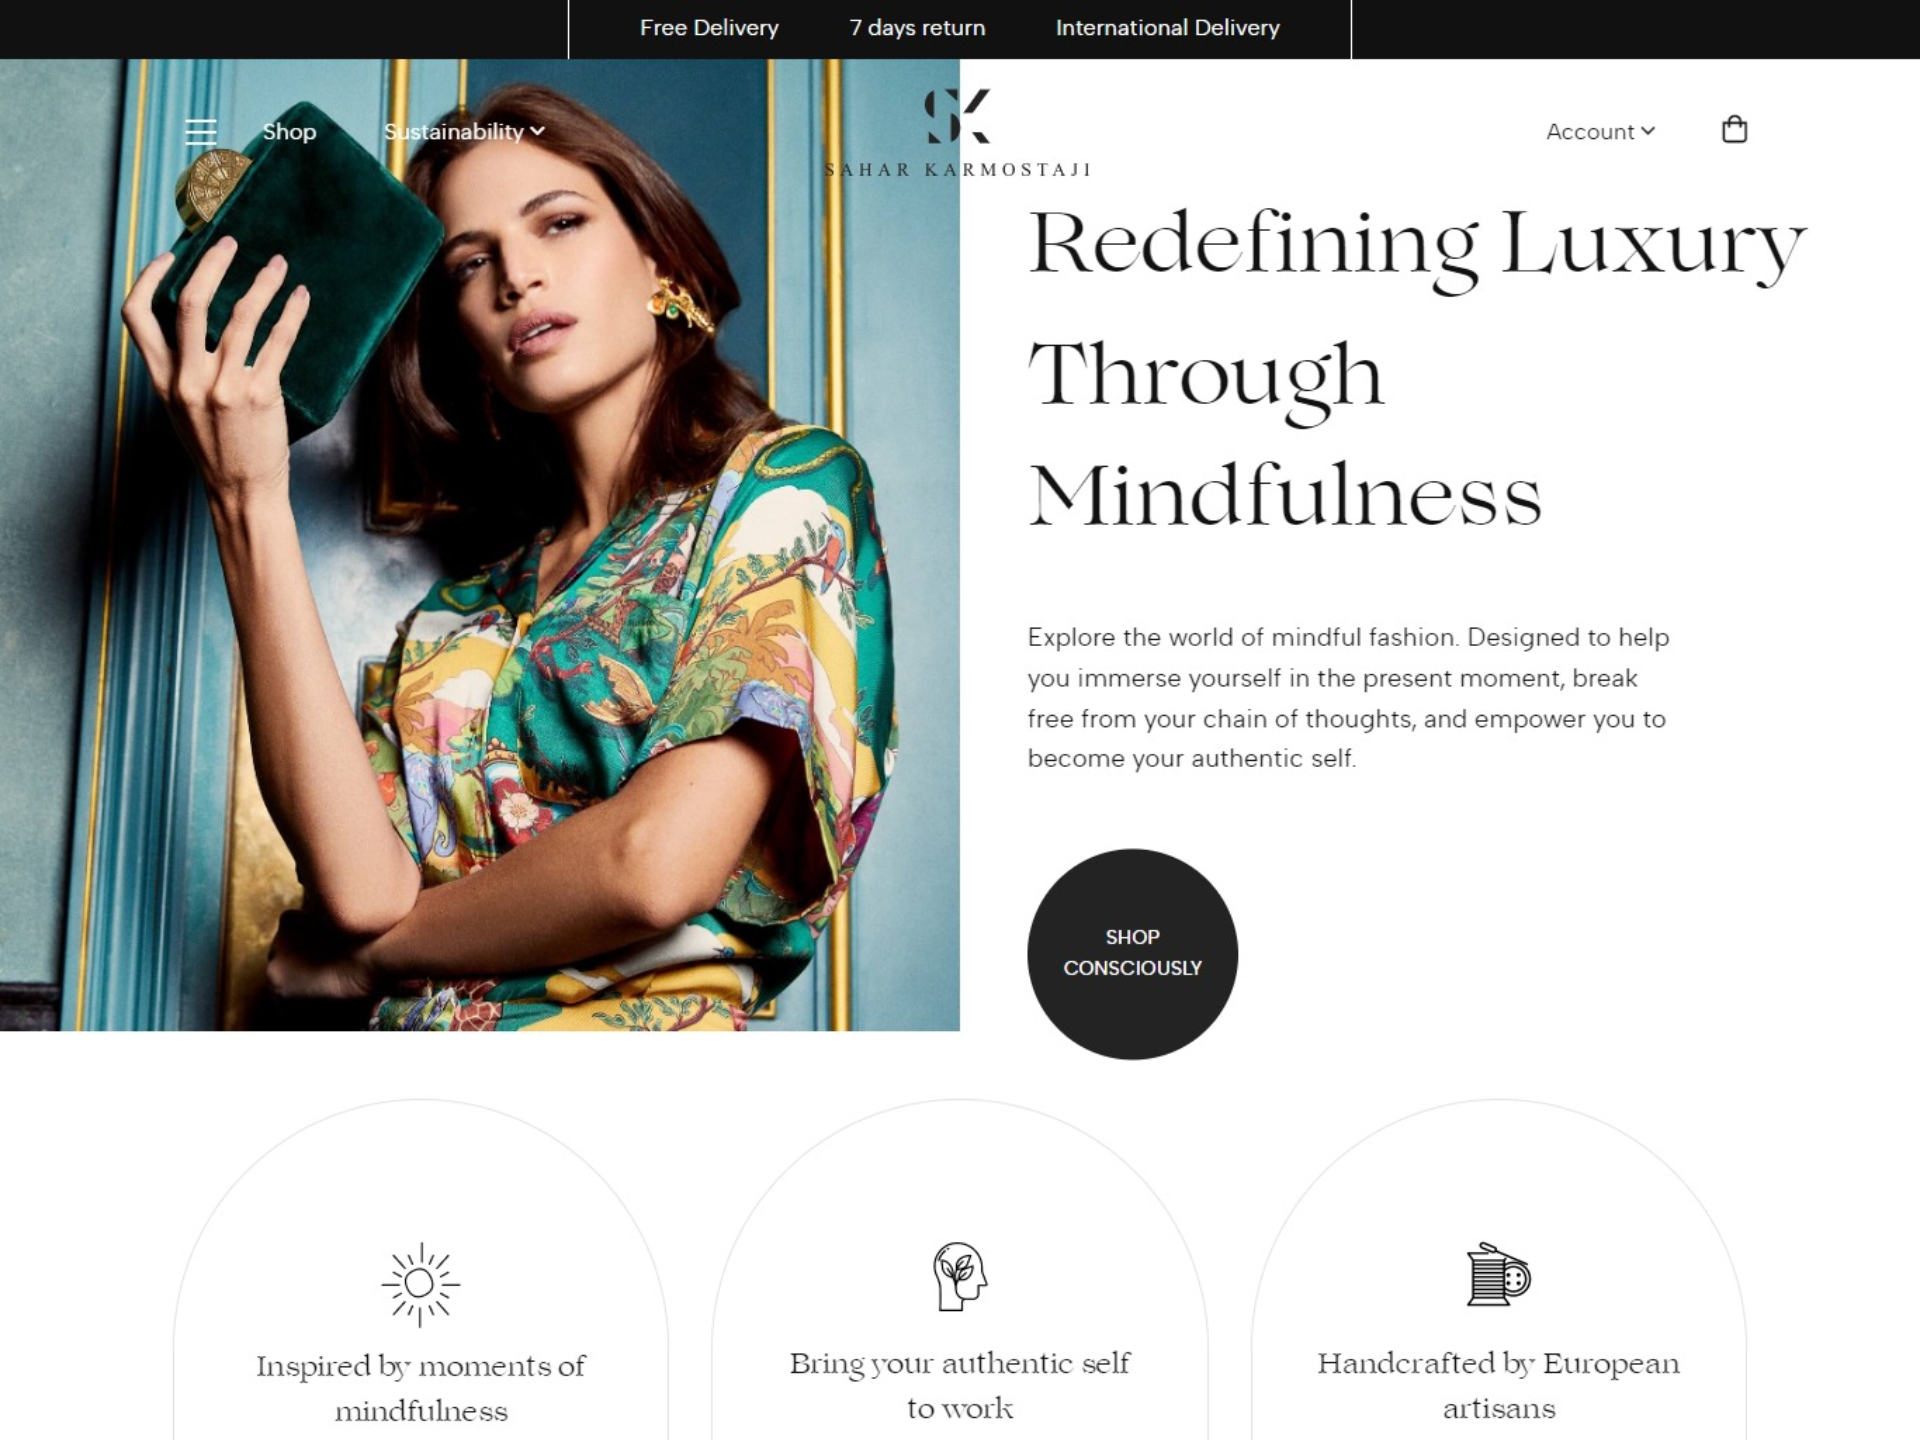 Free Delivery
7 days return
International Delivery
Shop
Sustainability
SK
SAHAR KARMOSTAJI
Account
Redefining Luxury
Through
Mindfulness
Explore the world of mindful fashion. Designed to help
you immerse yourself in the present moment, break
free from your chain of thoughts, and empower you to
become your authentic self.
SHOP
CONSCIOUSLY
Inspired by moments of
mindfulness
Bring your authentic self
to work
Handcrafted by European
artisans